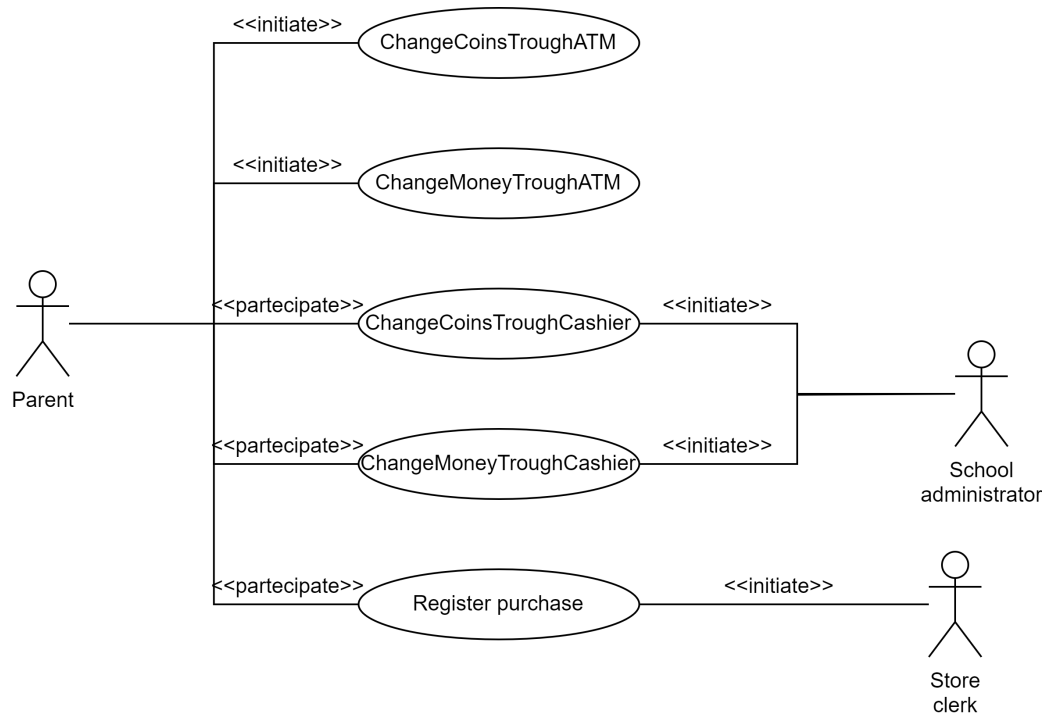 <<initiate>>
ChangeCoinsTroughATM
<<initiate>>
ChangeMoneyTroughATM
<<partecipate>>
ChangeCoinsTroughCashier
<<initiate>>
Parent
<<partecipate>>
ChangeMoneyTroughCashier
<<initiate>>
School
administrator
<<partecipate>>
Register purchase
<<initiate>>
Store
clerk